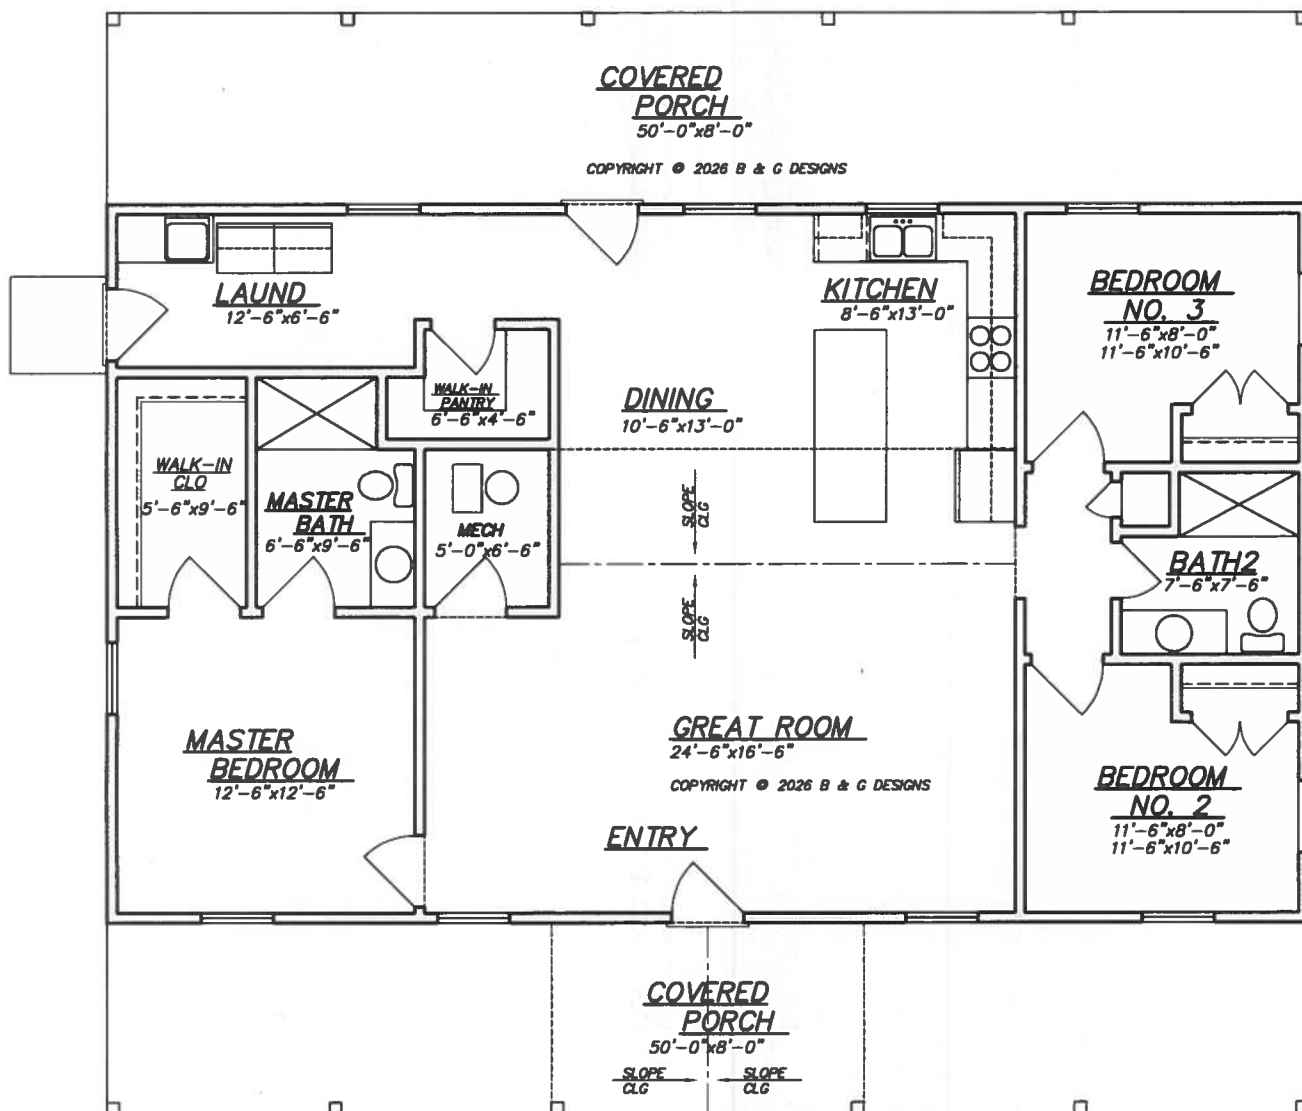 COVERED
PORCH
50'-0"x8'-0"
COPYRIGHT © 2026 B & G DESIGNS
LAUND
12'-6"x6'-6"
KITCHEN
8'-6"x13'-0"
BEDROOM
NO. 3
11'-6"x8'-0"
11'-6"x10'-6"
WALK-IN
PANTRY
6'-6"x4'-6"
DINING
10'-6"x13'-0"
WALK-IN
CLO
5'-6"x9'-6"
MASTER
BATH
6'-6"x9'-6"
MECH
5'-0"x6'-6"
SLOPE
CLG
BATH2
7'-6"x7'-6"
SLOPE
CLG
GREAT ROOM
24'-6"x16'-6"
COPYRIGHT © 2026 B & G DESIGNS
MASTER
BEDROOM
12'-6"x12'-6"
BEDROOM
NO. 2
11'-6"x8'-0"
11'-6"x10'-6"
ENTRY
COVERED
PORCH
50'-0"x8'-0"
SLOPE
CLG
SLOPE
CLG